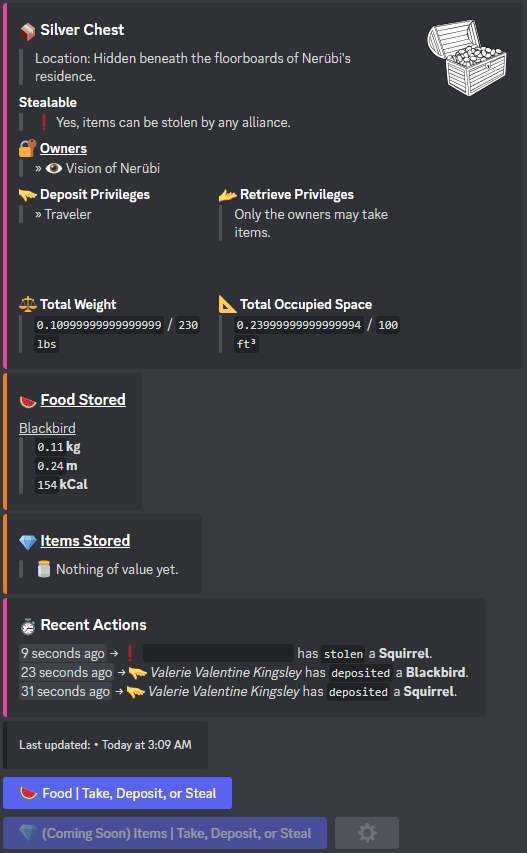 Silver Chest
Location: Hidden beneath the floorboards of Nerübi's
residence.
Stealable
❗ Yes, items can be stolen by any alliance.
Owners
» 👁 Vision of Nerübi
Deposit Privileges
» Traveler
Retrieve Privileges
Only the owners may take
items.
Total Weight
0.10999999999999999 / 230
lbs
Total Occupied Space
0.23999999999999994 / 100
ft³
Food Stored
Blackbird
0.11 kg
0.24 m
154 kCal
Items Stored
Nothing of value yet.
Recent Actions
9 seconds ago → ❗ has stolen a Squirrel.
23 seconds ago → Valerie Valentine Kingsley has deposited a Blackbird.
31 seconds ago → Valerie Valentine Kingsley has deposited a Squirrel.
Last updated: • Today at 3:09 AM
Food | Take, Deposit, or Steal
(Coming Soon) Items | Take, Deposit, or Steal